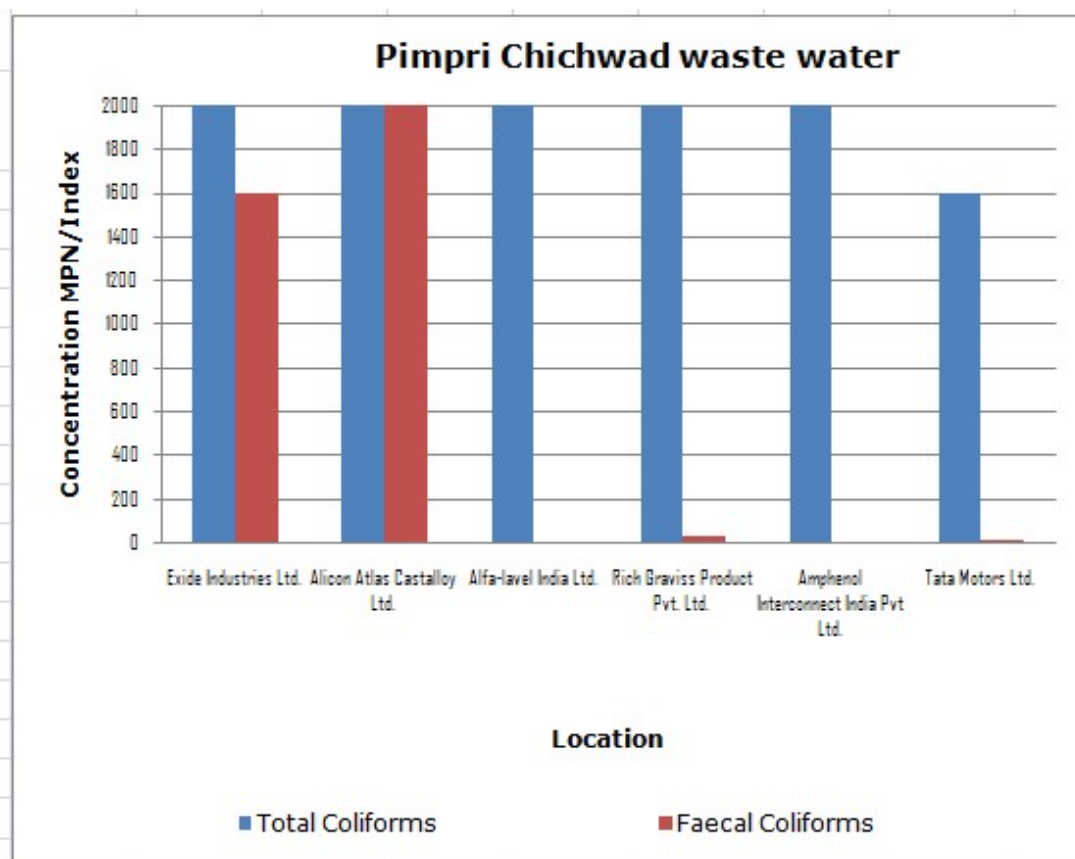 Pimpri Chichwad waste water
Concentration MPN/Index
2000
1800
1600
1400
1200
1000
800
600
400
200
0
Exide Industries Ltd.
Alicon Atlas Castalloy
Ltd.
Alfa-lavel India Ltd.
Rich Graviss Product
Pvt. Ltd.
Amphenol
Interconnect India Pvt
Ltd.
Tata Motors Ltd.
Location
Total Coliforms
Faecal Coliforms